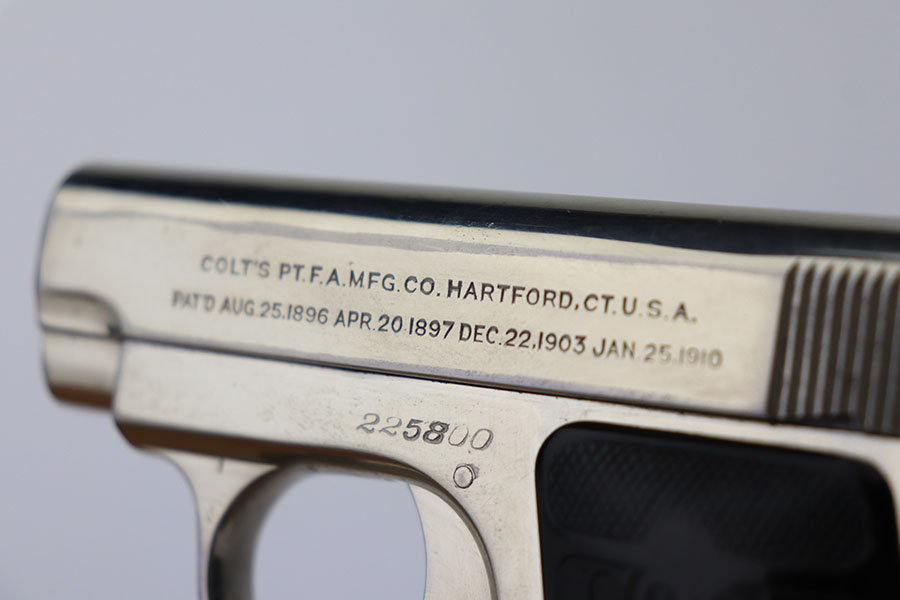 COLT'S PT.F.A.MFG.CO. HARTFORD,CT.U.S.A.
PAT'D AUG.25.1896 APR.20.1897 DEC.22,1903 JAN.25.1910
225800